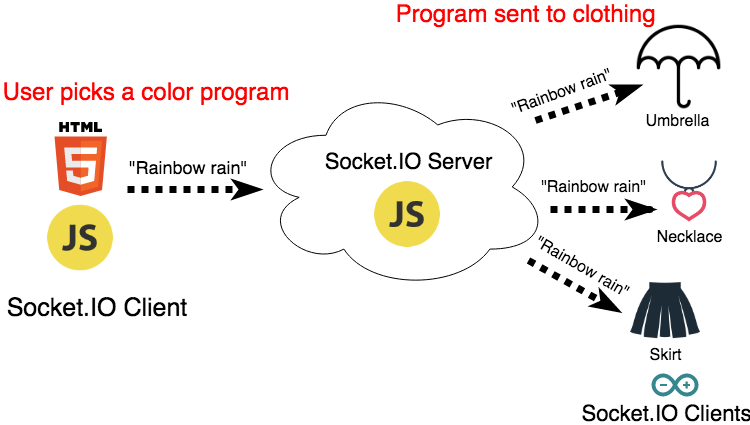 Program sent to clothing
User picks a color program
HTML
5
"Rainbow rain"
JS
Socket.IO Client
Socket.IO Server
JS
"Rainbow rain"
Umbrella
"Rainbow rain"
Necklace
"Rainbow rain"
Skirt
Socket.IO Clients